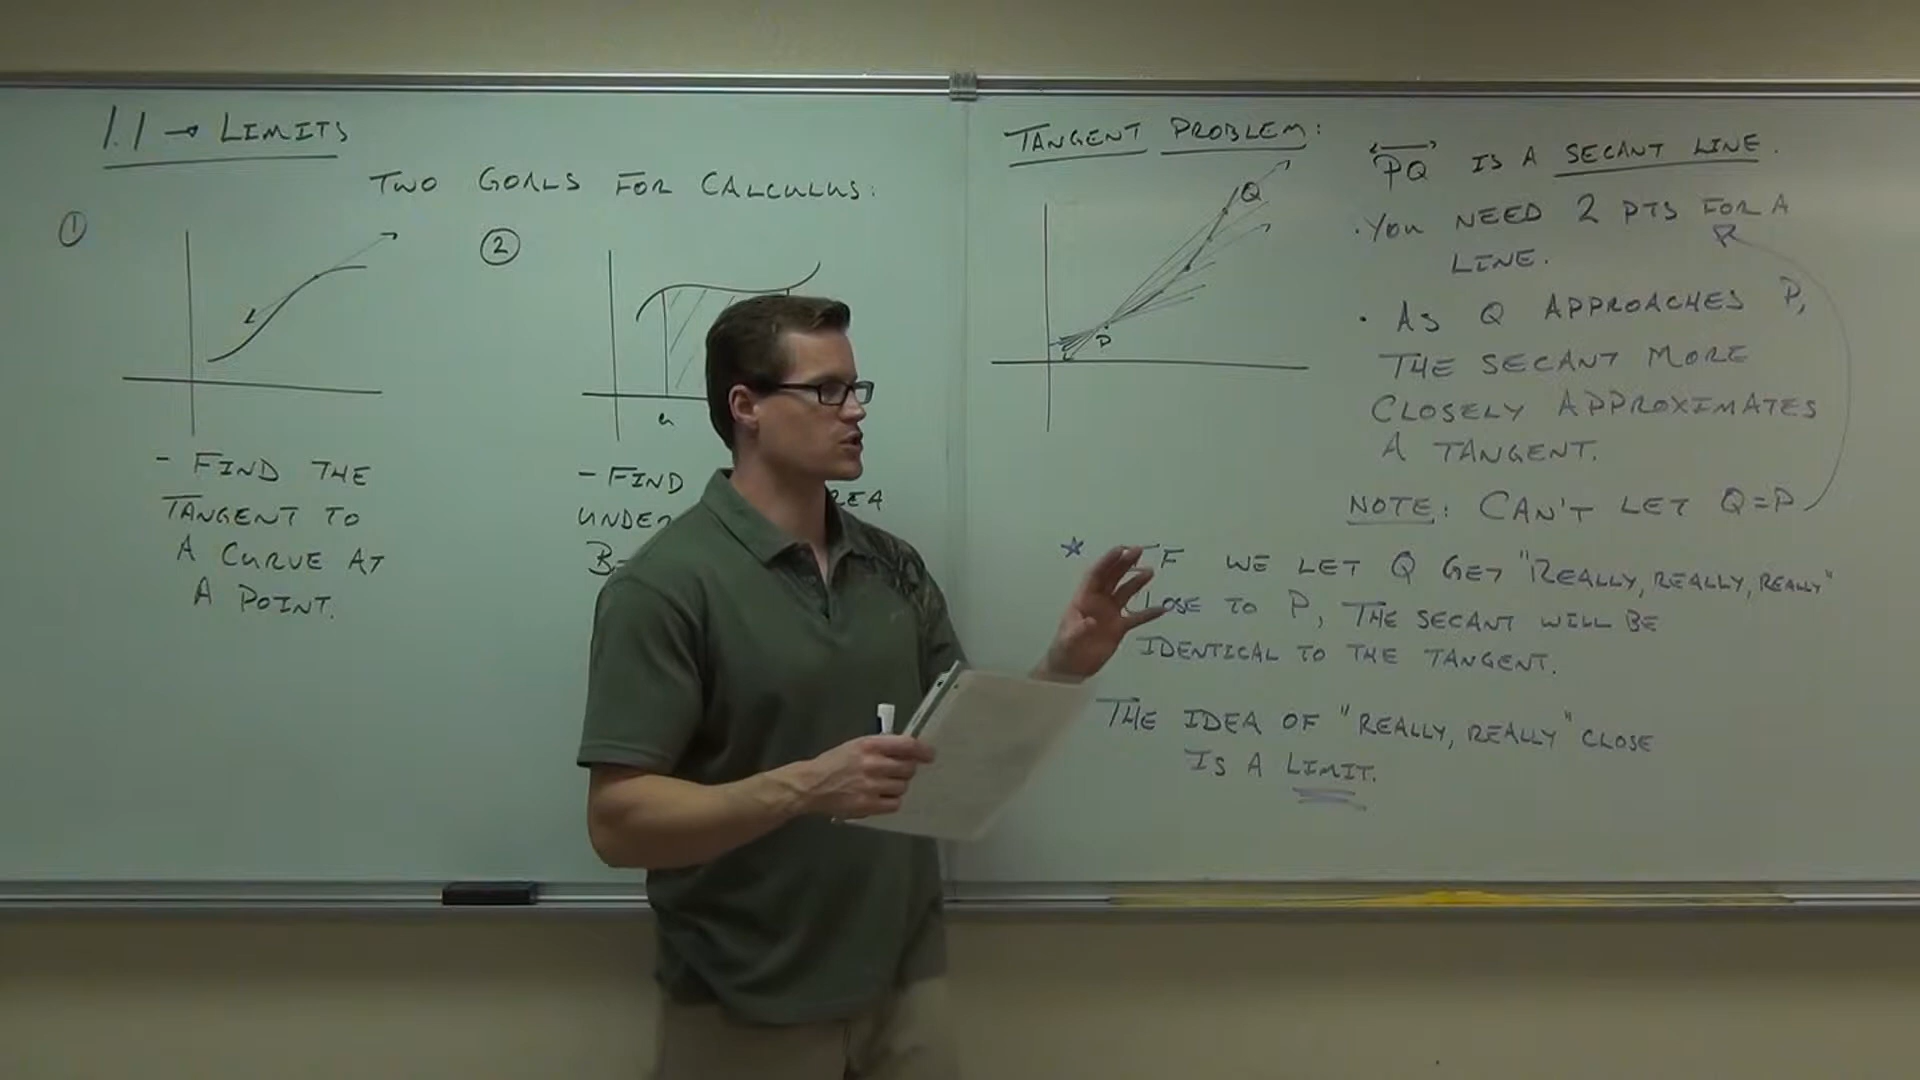 1.1 → LIMITS
TWO GOALS FOR CALCULUS:
①
- FIND THE
TANGENT TO
A CURVE AT
A POINT.
②
a
- FIND
UNDER
B
TANGENT PROBLEM:
Q
P
PQ IS A SECANT LINE.
· YOU NEED 2 PTS FOR A
LINE.
· AS Q APPROACHES P,
THE SECANT MORE
CLOSELY APPROXIMATES
A TANGENT.
NOTE: CAN'T LET Q=P
★ IF WE LET Q GET "REALLY, REALLY, REALLY"
CLOSE TO P, THE SECANT WILL BE
IDENTICAL TO THE TANGENT.
THE IDEA OF "REALLY, REALLY" CLOSE
IS A LIMIT.